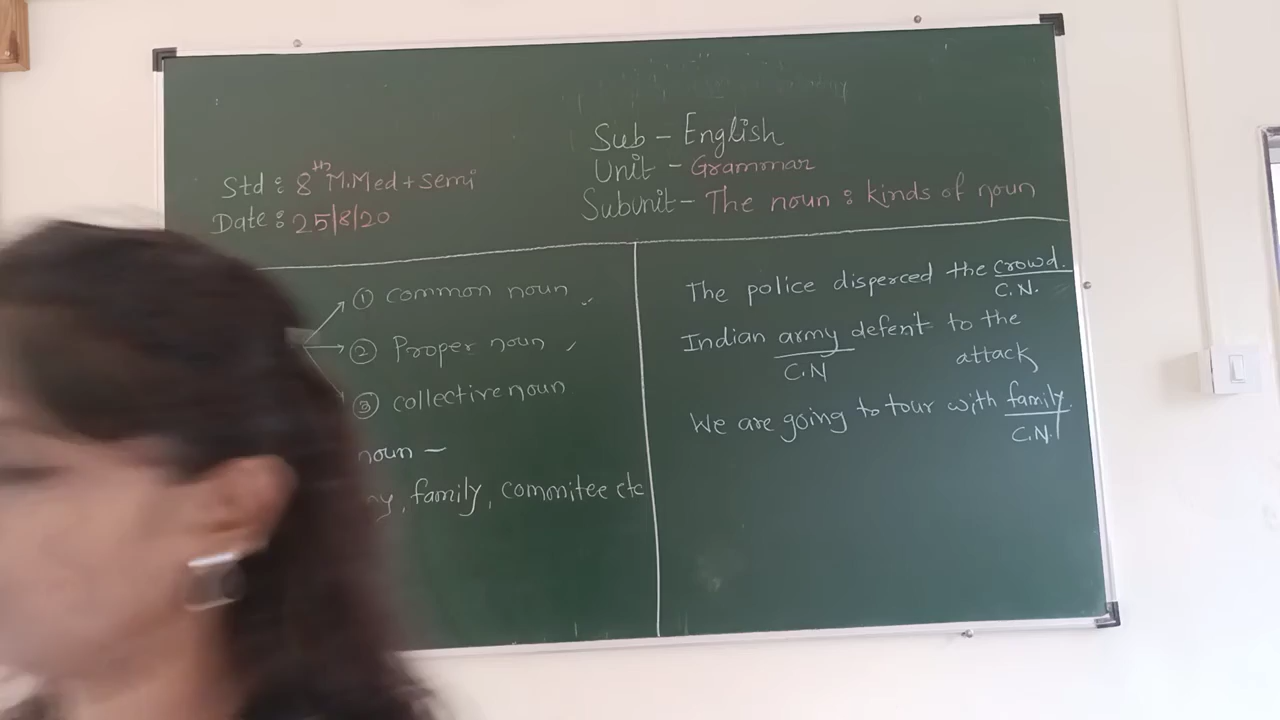 Sub - English
Unit - Grammar
Subunit - The noun : kinds of noun
Std : 8th M.Med + Semi
Date : 25/8/20
① Common noun
② Proper noun
③ collective noun
noun -
family, commitee etc
The police disperced the crowd.
C.N.
Indian army defent to the
C.N
attack
We are going to tour with family.
C.N.